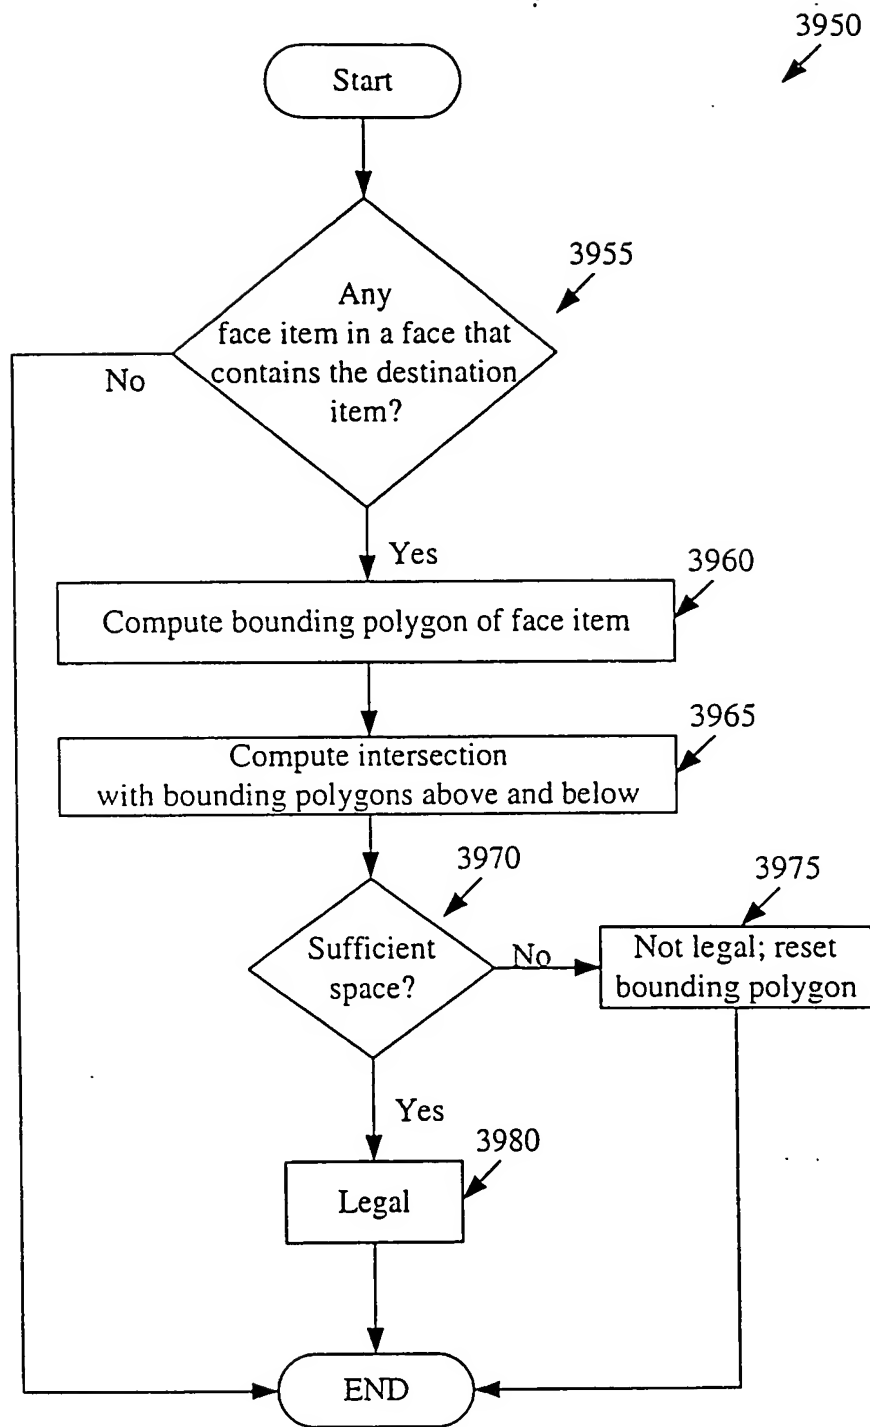 3950
Start
3955
Any
face item in a face that
contains the destination
item?
No
Yes
3960
Compute bounding polygon of face item
3965
Compute intersection
with bounding polygons above and below
3970
3975
Sufficient
space?
No
Not legal; reset
bounding polygon
Yes
3980
Legal
END